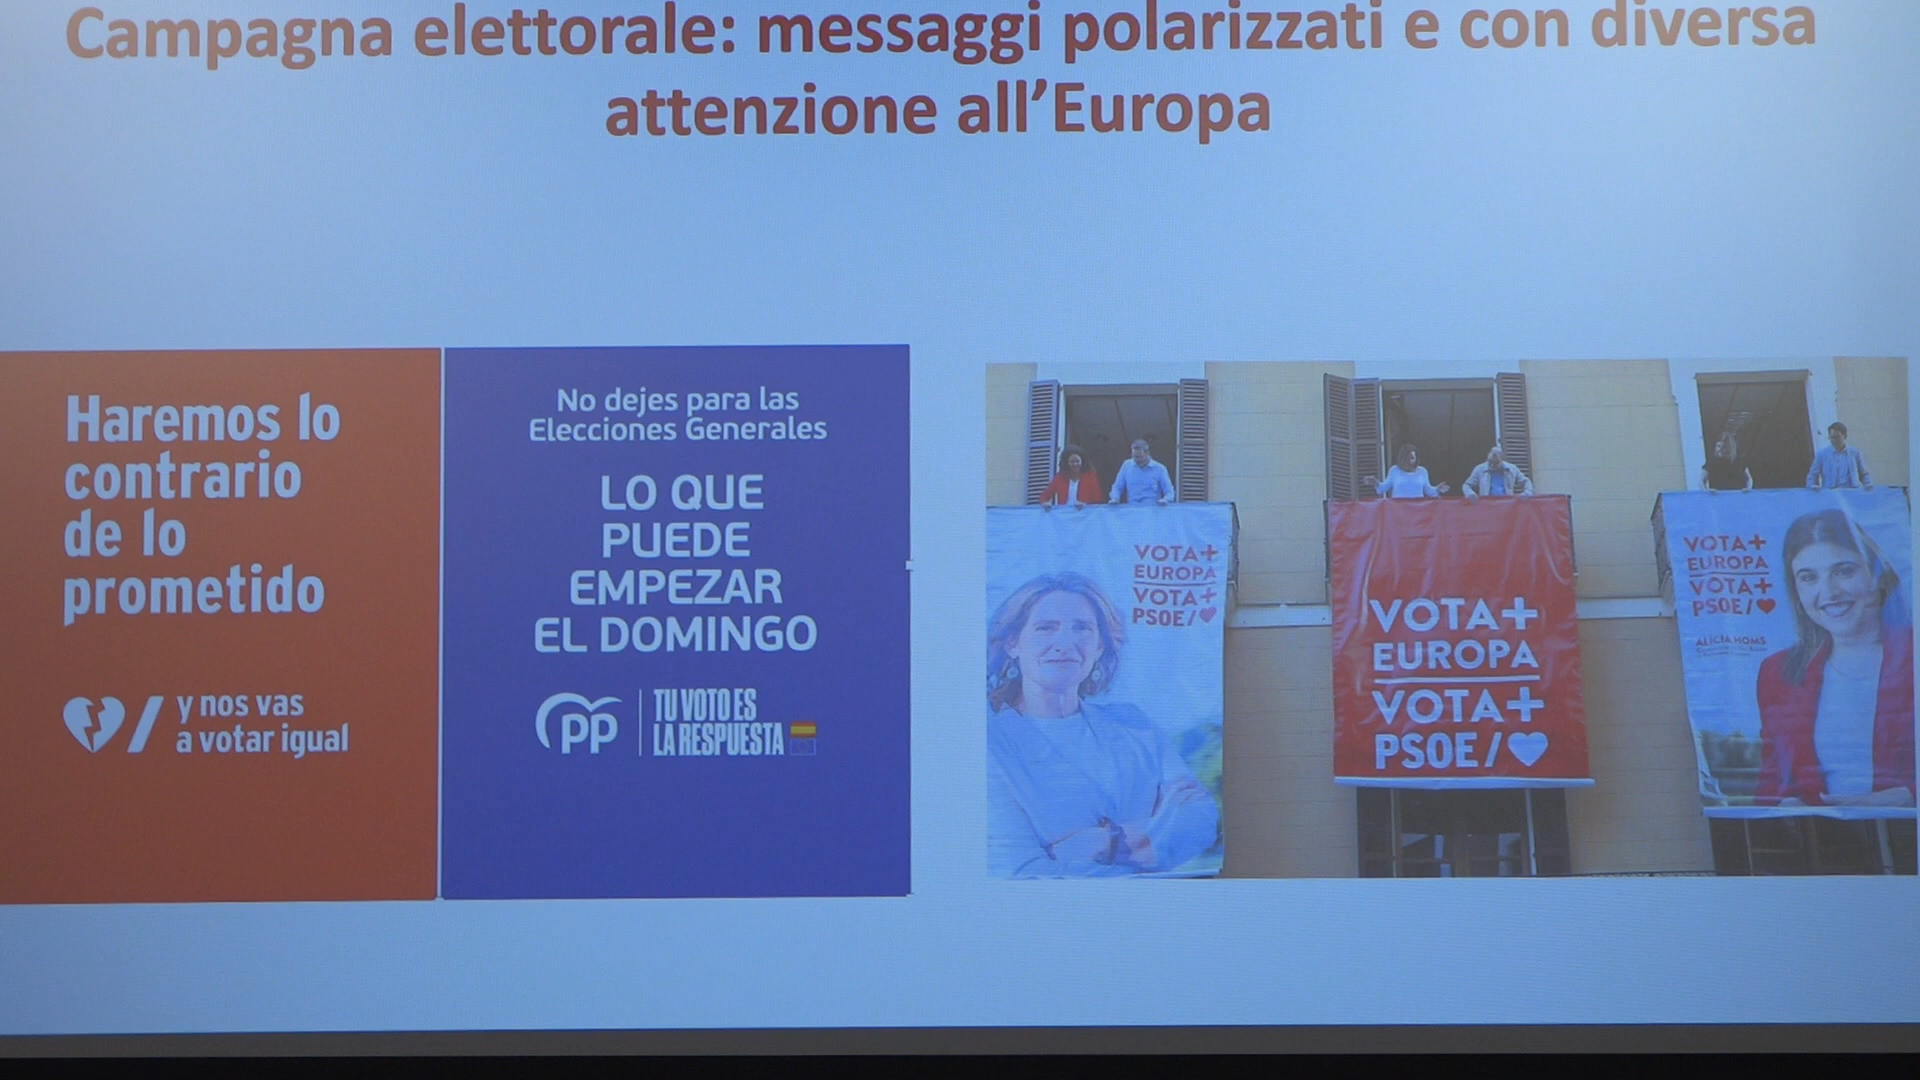 Campagna elettorale: messaggi polarizzati e con diversa
attenzione all’Europa
Haremos lo
contrario
de lo
prometido
y nos vas
a votar igual
No dejes para las
Elecciones Generales
LO QUE
PUEDE
EMPEZAR
EL DOMINGO
PP
TU VOTO ES
LA RESPUESTA
VOTA+
EUROPA
VOTA+
PSOE/
VOTA+
EUROPA
VOTA+
PSOE/
VOTA+
EUROPA
VOTA+
PSOE/
ALICIA HOMS